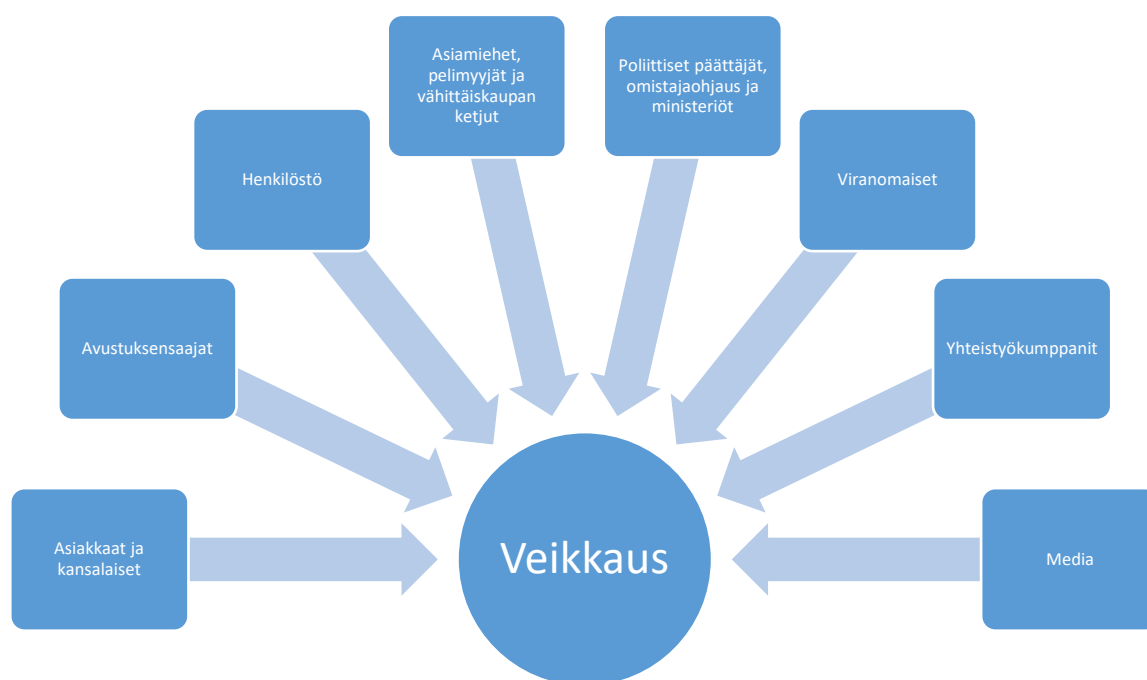 Asiamiehet,
pelimyyjät ja
vähittäiskaupan
ketjut
Poliittiset päättäjät,
omistajaohjaus ja
ministeriöt
Henkilöstö
Viranomaiset
Avustuksensaajat
Yhteistyökumppanit
Asiakkaat ja
kansalaiset
Veikkaus
Media